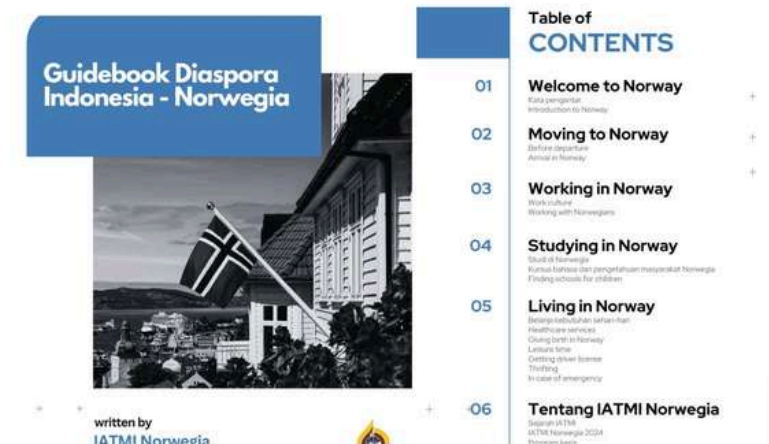 Guidebook Diaspora
Indonesia - Norwegia
written by
IATMI Norwegia
Table of
CONTENTS
01
Welcome to Norway
Kata pengantar
Introduction to Norway
02
Moving to Norway
Before departure
Arrival in Norway
03
Working in Norway
Work culture
Working with Norwegians
04
Studying in Norway
Studi di Norwegia
Kursus bahasa dan pengetahuan masyarakat Norwegia
Finding schools for children
05
Living in Norway
Belanja kebutuhan sehari-hari
Healthcare services
Giving birth in Norway
Leisure time
Getting driver license
Thrifting
In case of emergency
06
Tentang IATMI Norwegia
Sejarah IATMI
IATMI Norwegia 2024
Program kerja